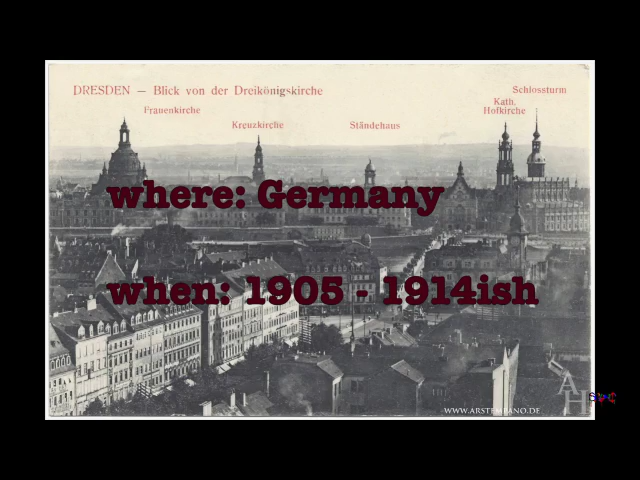 DRESDEN — Blick von der Dreikönigskirche
Schlossturm
Frauenkirche
Kath.
Hofkirche
Kreuzkirche
Ständehaus
where: Germany
when: 1905 - 1914ish
AH
WWW.ARSTEMPANO.DE